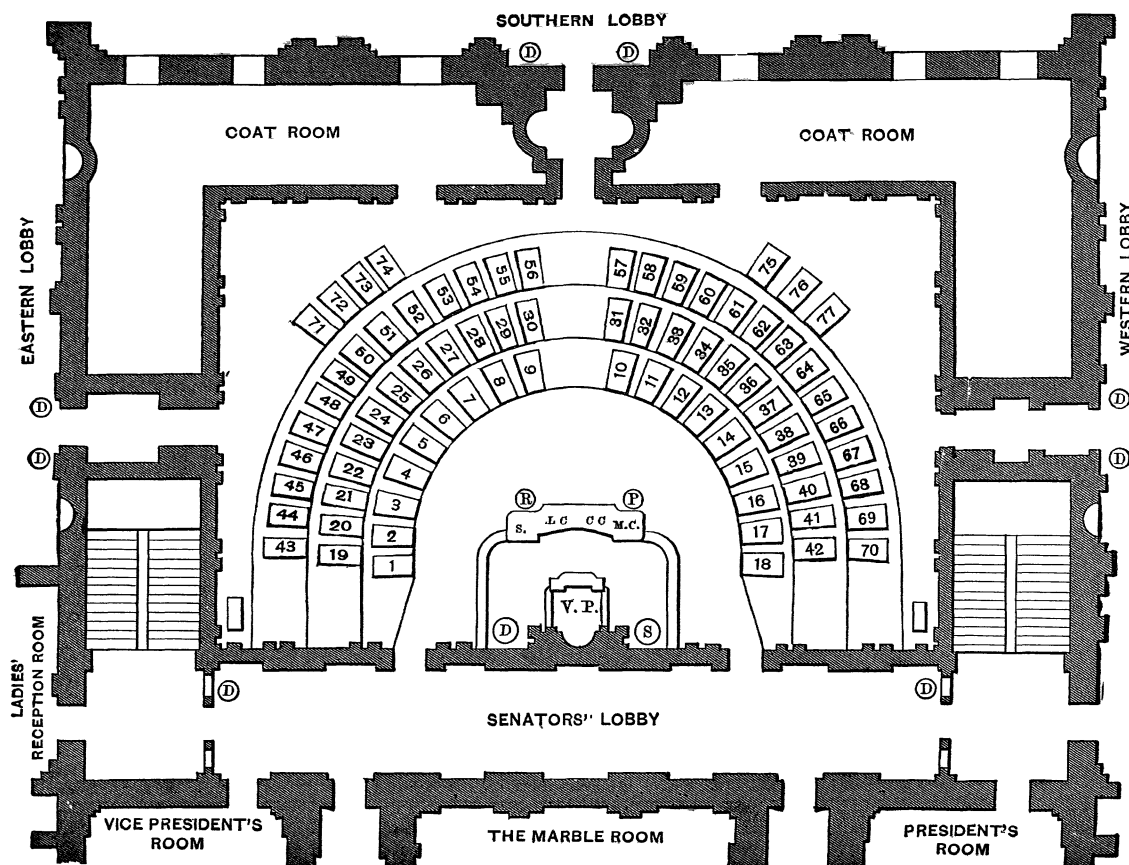 SOUTHERN LOBBY
D D
COAT ROOM
COAT ROOM
EASTERN LOBBY
WESTERN LOBBY
71 72 73 74
75 76 77
43 44 45 46 47 48 49 50 51 52 53 54 55 56
57 58 59 60 61 62 63 64 65 66 67 68 69 70
19 20 21 22 23 24 25 26 27 28 29 30
31 32 33 34 35 36 37 38 39 40 41 42
1 2 3 4 5 6 7 8 9
10 11 12 13 14 15 16 17 18
D D
D D
R P
S. L C C C M.C.
V. P.
D S
LADIES'
RECEPTION ROOM
D D
SENATORS'' LOBBY
VICE PRESIDENT'S
ROOM
THE MARBLE ROOM
PRESIDENT'S
ROOM